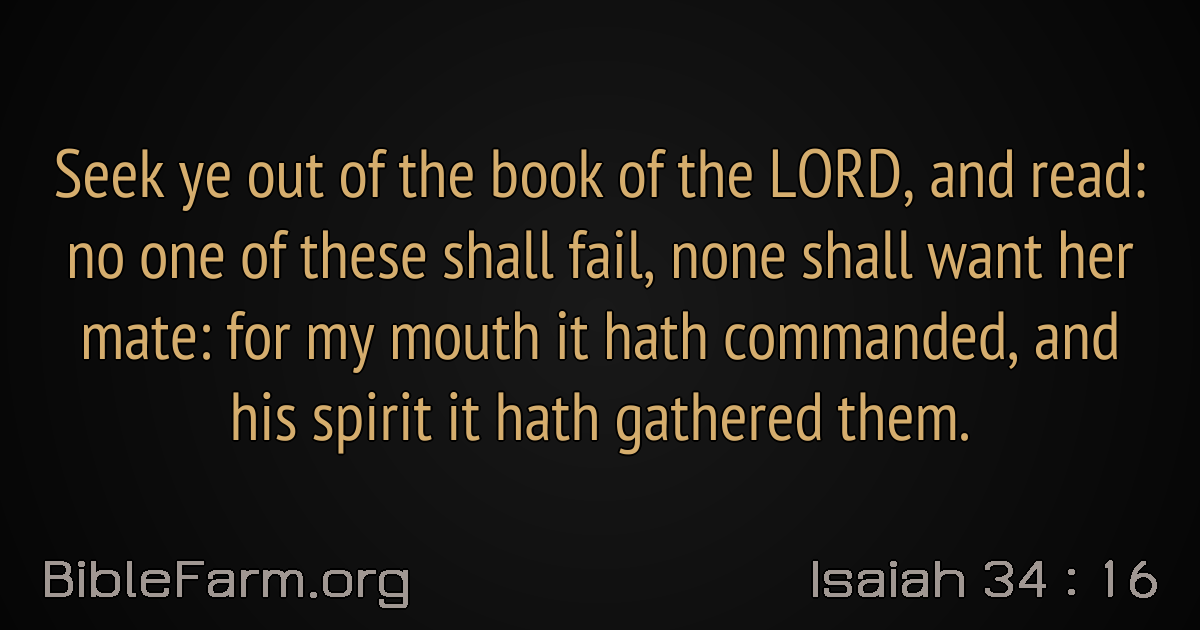 Seek ye out of the book of the LORD, and read:
no one of these shall fail, none shall want her
mate: for my mouth it hath commanded, and
his spirit it hath gathered them.
BibleFarm.org
Isaiah 34 : 16